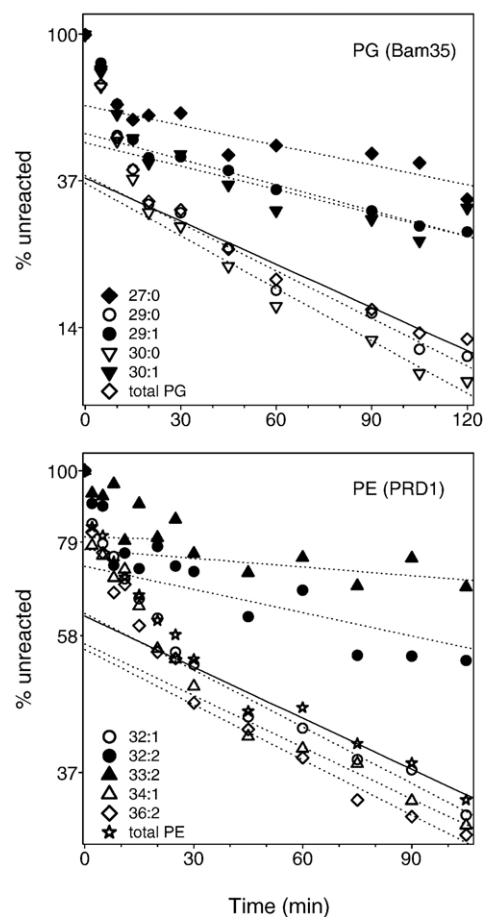 PG (Bam35)
100
37
14
% unreacted
27:0
29:0
29:1
30:0
30:1
total PG
0 30 60 90 120
PE (PRD1)
100
79
58
37
% unreacted
32:1
32:2
33:2
34:1
36:2
total PE
0 30 60 90
Time (min)